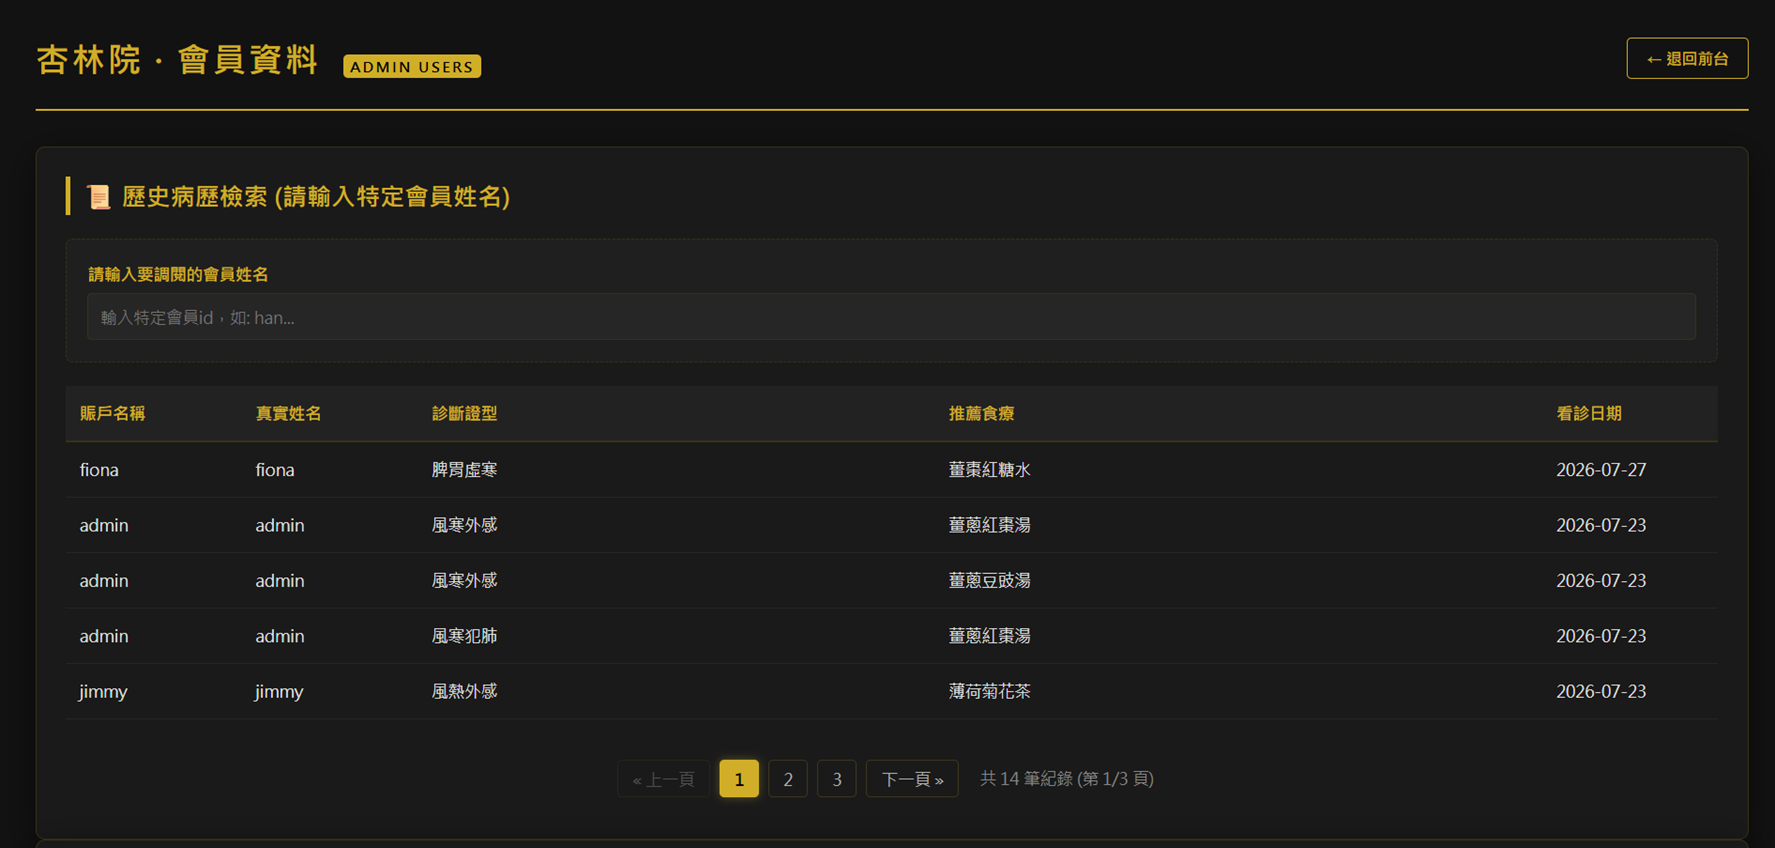 杏林院 · 會員資料 ADMIN USERS
← 退回前台
📜 歷史病歷檢索 (請輸入特定會員姓名)
請輸入要調閱的會員姓名
輸入特定會員id，如: han...
賬戶名稱 真實姓名 診斷證型 推薦食療 看診日期
fiona fiona 脾胃虛寒 薑棗紅糖水 2026-07-27
admin admin 風寒外感 薑蔥紅棗湯 2026-07-23
admin admin 風寒外感 薑蔥豆豉湯 2026-07-23
admin admin 風寒犯肺 薑蔥紅棗湯 2026-07-23
jimmy jimmy 風熱外感 薄荷菊花茶 2026-07-23
« 上一頁 1 2 3 下一頁 » 共 14 筆紀錄 (第 1/3 頁)